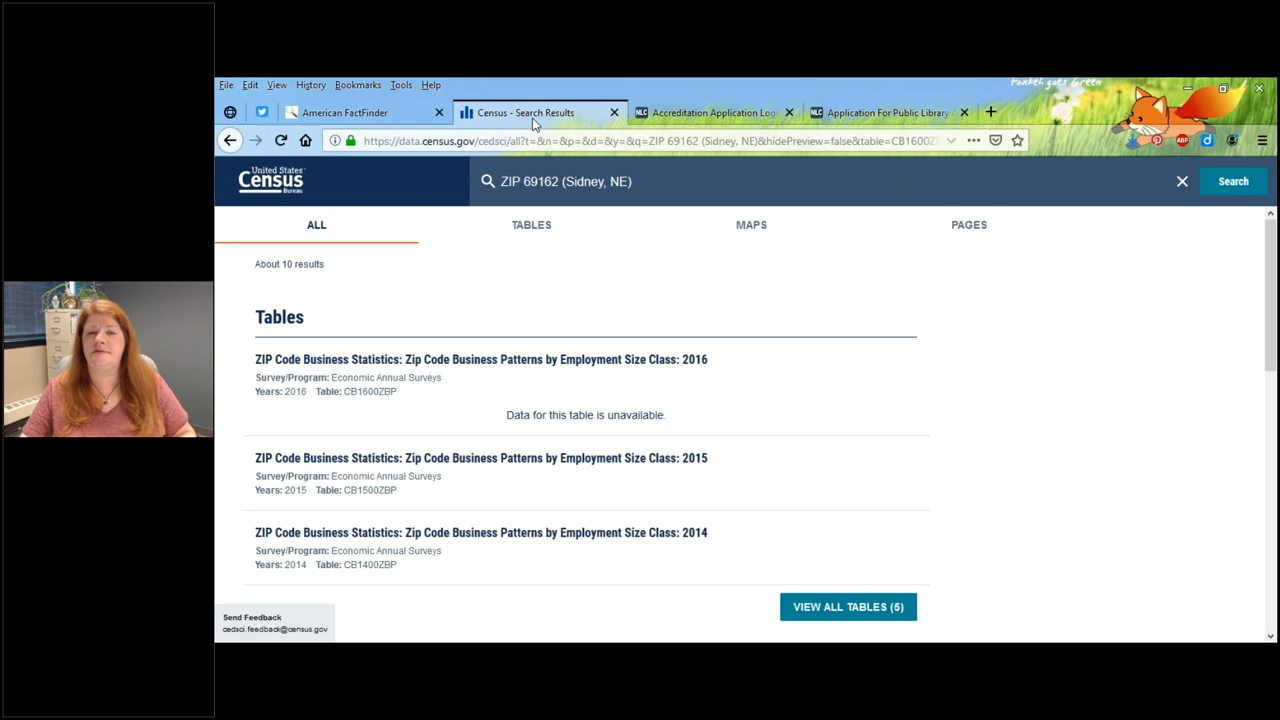 Foxkeh goes Green
File Edit View History Bookmarks Tools Help
American FactFinder
Census - Search Results
NLC Accreditation Application Log
NLC Application For Public Library
https://data.census.gov/cedsci/all?t=&n=&p=&d=&y=&q=ZIP 69162 (Sidney, NE)&hidePreview=false&table=CB1600Z
ABP d
United States
Census
Bureau
ZIP 69162 (Sidney, NE)
Search
ALL TABLES MAPS PAGES
About 10 results
Tables
ZIP Code Business Statistics: Zip Code Business Patterns by Employment Size Class: 2016
Survey/Program: Economic Annual Surveys
Years: 2016 Table: CB1600ZBP
Data for this table is unavailable.
ZIP Code Business Statistics: Zip Code Business Patterns by Employment Size Class: 2015
Survey/Program: Economic Annual Surveys
Years: 2015 Table: CB1500ZBP
ZIP Code Business Statistics: Zip Code Business Patterns by Employment Size Class: 2014
Survey/Program: Economic Annual Surveys
Years: 2014 Table: CB1400ZBP
VIEW ALL TABLES (5)
Send Feedback
cedsci.feedback@census.gov